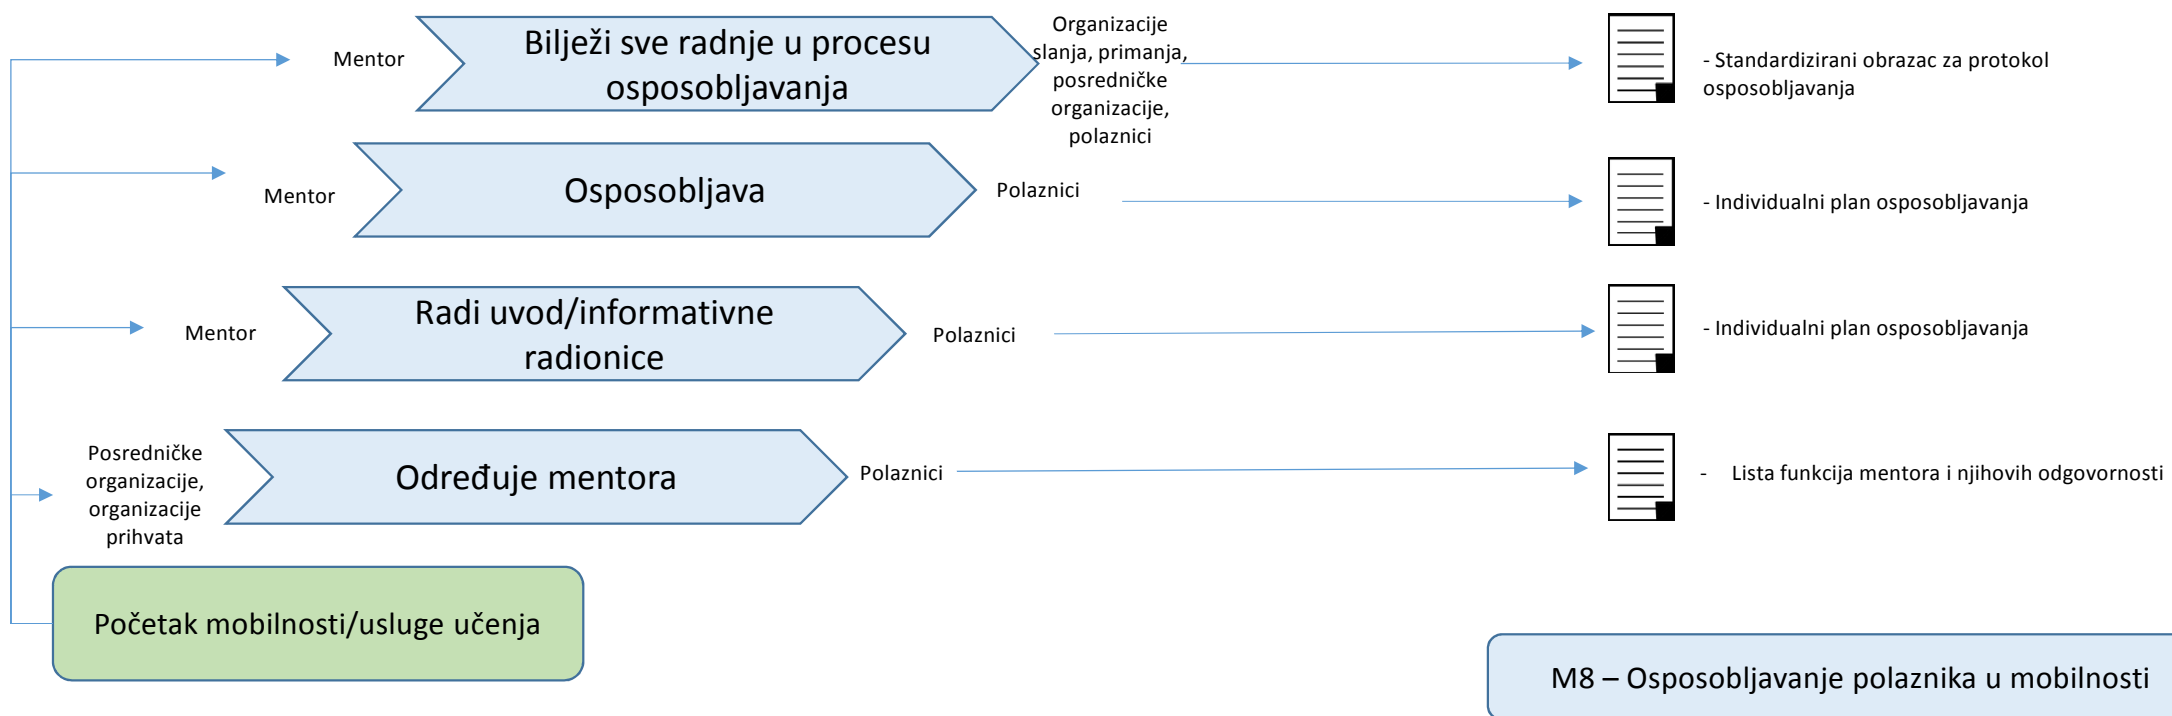 Mentor
Bilježi sve radnje u procesu
osposobljavanja
Organizacije
slanja, primanja,
posredničke
organizacije,
polaznici
- Standardizirani obrazac za protokol
osposobljavanja
Mentor
Osposobljava
Polaznici
- Individualni plan osposobljavanja
Mentor
Radi uvod/informativne
radionice
Polaznici
- Individualni plan osposobljavanja
Posredničke
organizacije,
organizacije
prihvata
Određuje mentora
Polaznici
- Lista funkcija mentora i njihovih odgovornosti
Početak mobilnosti/usluge učenja
M8 – Osposobljavanje polaznika u mobilnosti